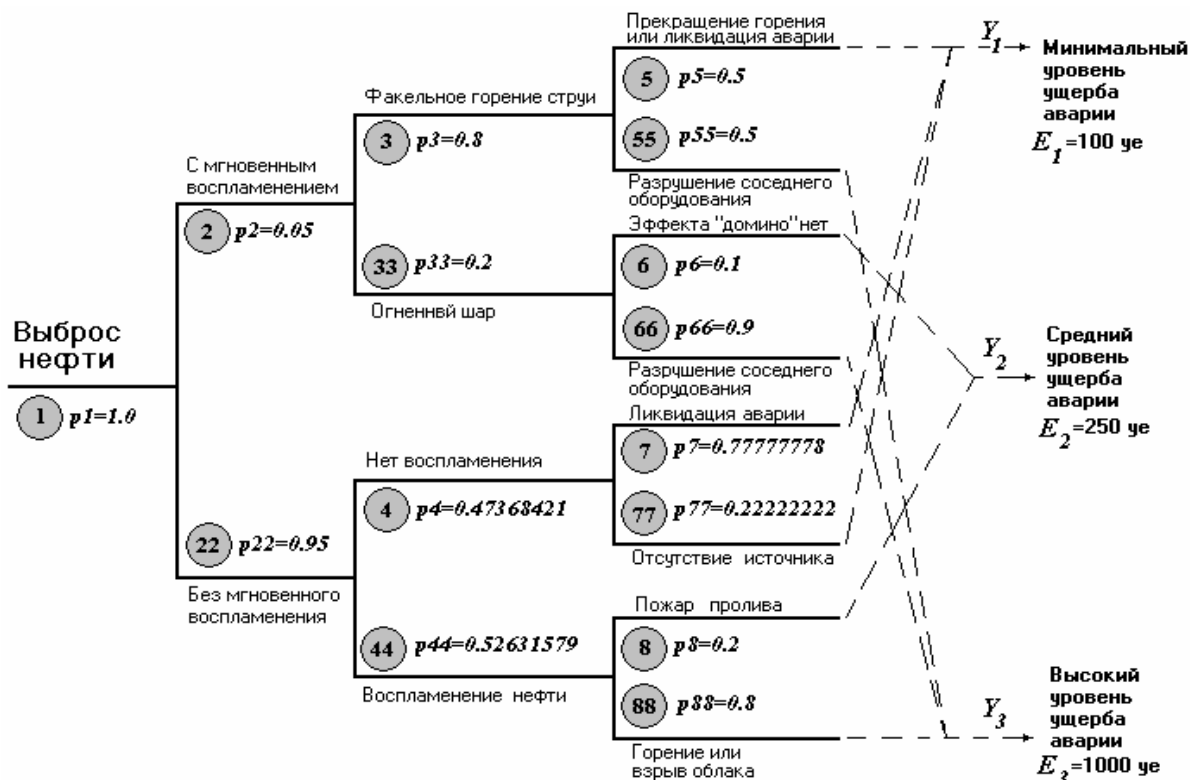 Прекращение горения
или ликвидация аварии
Y1
Минимальный
уровень
ущерба
аварии
E1=100 уе
5 p5=0.5
Факельное горение струи
3 p3=0.8
55 p55=0.5
С мгновенным
воспламенением
Разрушение соседнего
оборудования
Эффекта "домино"нет
2 p2=0.05
33 p33=0.2
6 p6=0.1
Огненнвй шар
66 p66=0.9
Выброс
нефти
Разрушение соседнего
оборудования
Y2
Средний
уровень
ущерба
аварии
E2=250 уе
1 p1=1.0
Ликвидация аварии
7 p7=0.77777778
Нет воспламенения
4 p4=0.47368421
77 p77=0.22222222
22 p22=0.95
Отсутствие источника
Без мгновенного
воспламенения
Пожар пролива
44 p44=0.52631579
8 p8=0.2
Воспламенение нефти
88 p88=0.8
Горение или
взрыв облака
Y3
Высокий
уровень
ущерба
аварии
E3=1000 уе